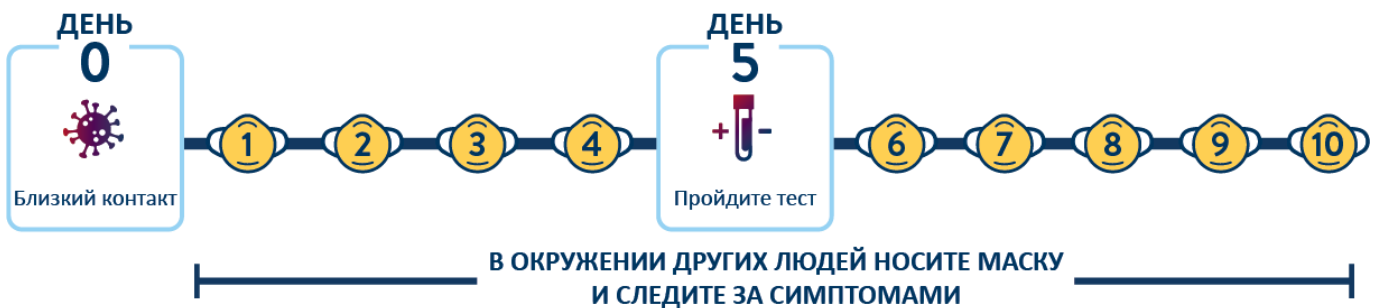 ДЕНЬ
0
Близкий контакт
1
2
3
4
ДЕНЬ
5
+ -
Пройдите тест
6
7
8
9
10
В ОКРУЖЕНИИ ДРУГИХ ЛЮДЕЙ НОСИТЕ МАСКУ
И СЛЕДИТЕ ЗА СИМПТОМАМИ